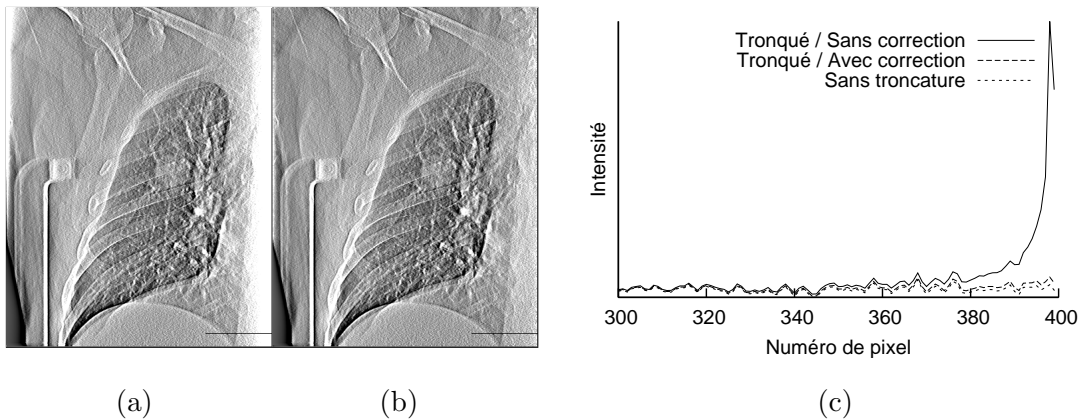 Tronqué / Sans correction
Tronqué / Avec correction
Sans troncature
Intensité
300 320 340 360 380 400
Numéro de pixel
(a) (b) (c)